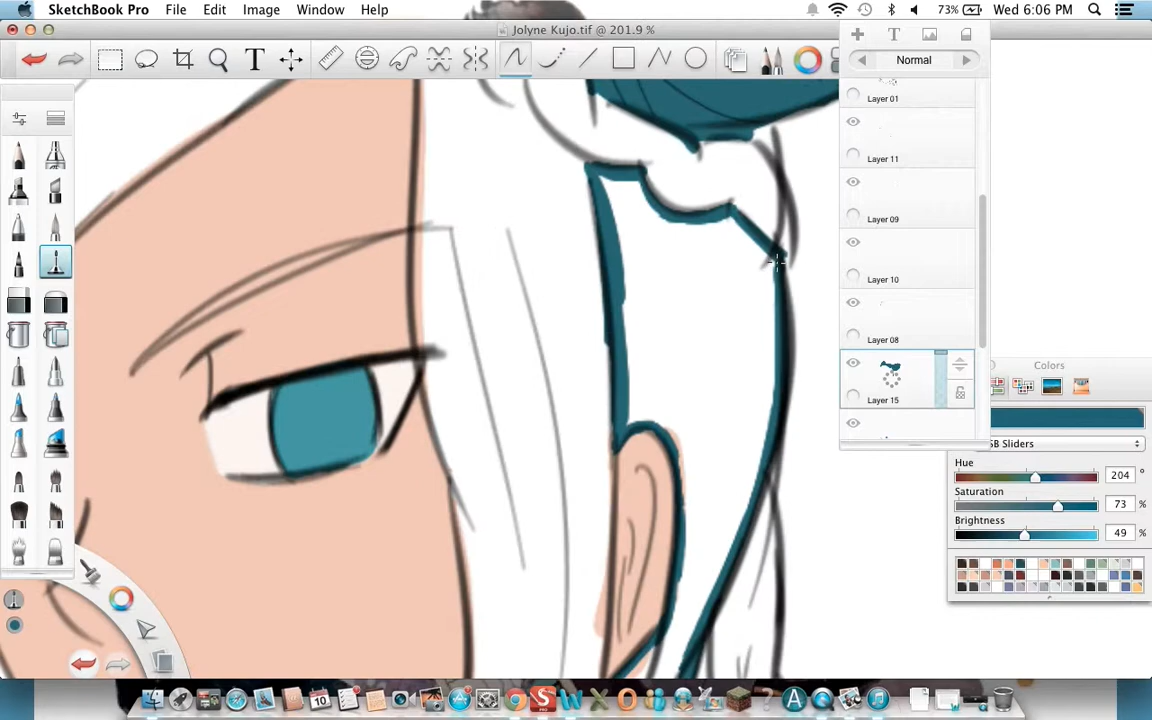 SketchBook Pro File Edit Image Window Help 73% Wed 6:06 PM
Jolyne Kujo.tif @ 201.9 %
T
T
Normal
Layer 01
Layer 11
Layer 09
Layer 10
Layer 08
Layer 15
Colors
SB Sliders
Hue
204 °
Saturation
73 %
Brightness
49 %
10